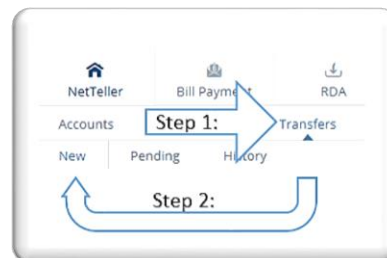 NetTeller Bill Payment RDA
Accounts Step 1: Transfers
New Pending History
Step 2: